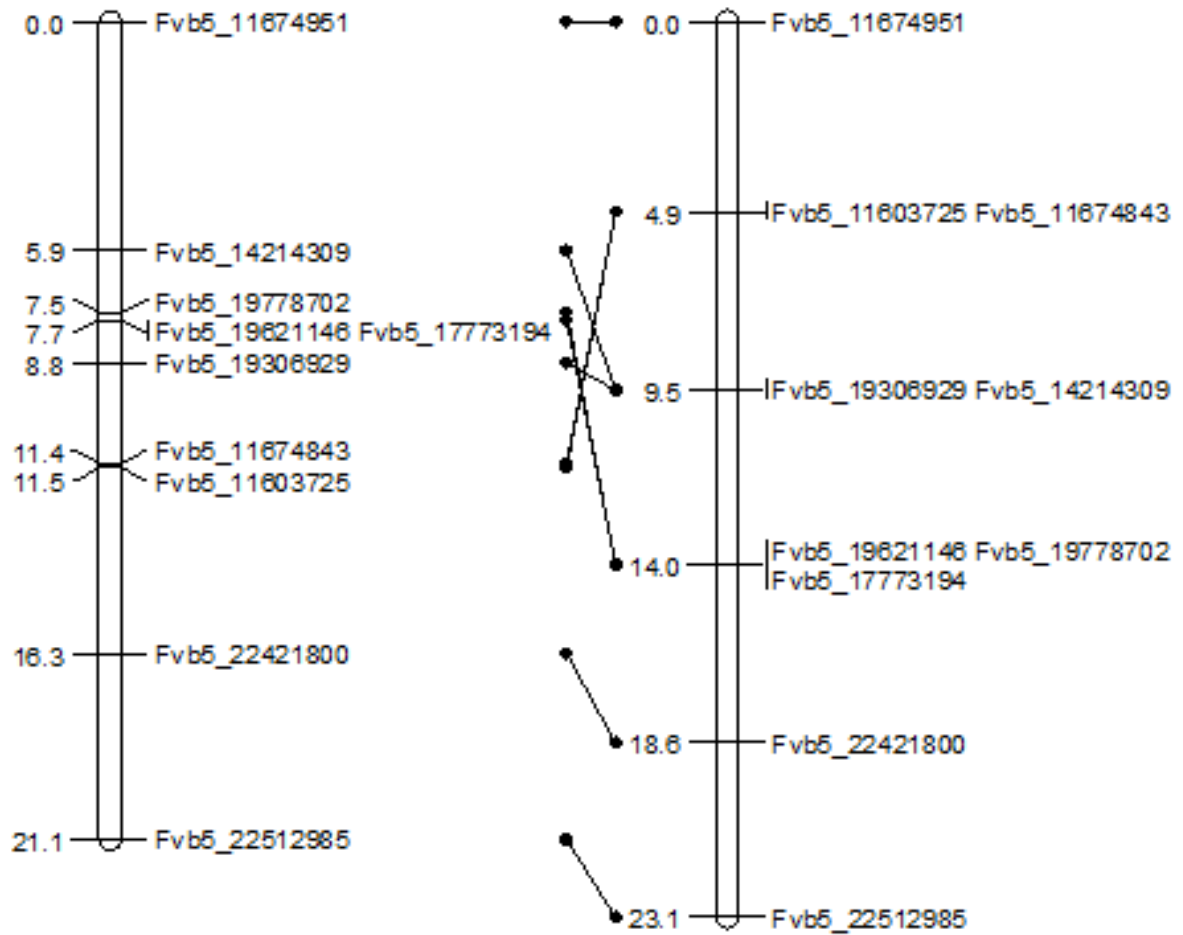 0.0 Fvb5_11674951
5.9 Fvb5_14214309
7.5 Fvb5_19778702
7.7 Fvb5_19621146 Fvb5_17773194
8.8 Fvb5_19306929
11.4 Fvb5_11674843
11.5 Fvb5_11603725
16.3 Fvb5_22421800
21.1 Fvb5_22512985
0.0 Fvb5_11674951
4.9 Fvb5_11603725 Fvb5_11674843
9.5 Fvb5_19306929 Fvb5_14214309
Fvb5_19621146 Fvb5_19778702
14.0
Fvb5_17773194
18.6 Fvb5_22421800
23.1 Fvb5_22512985